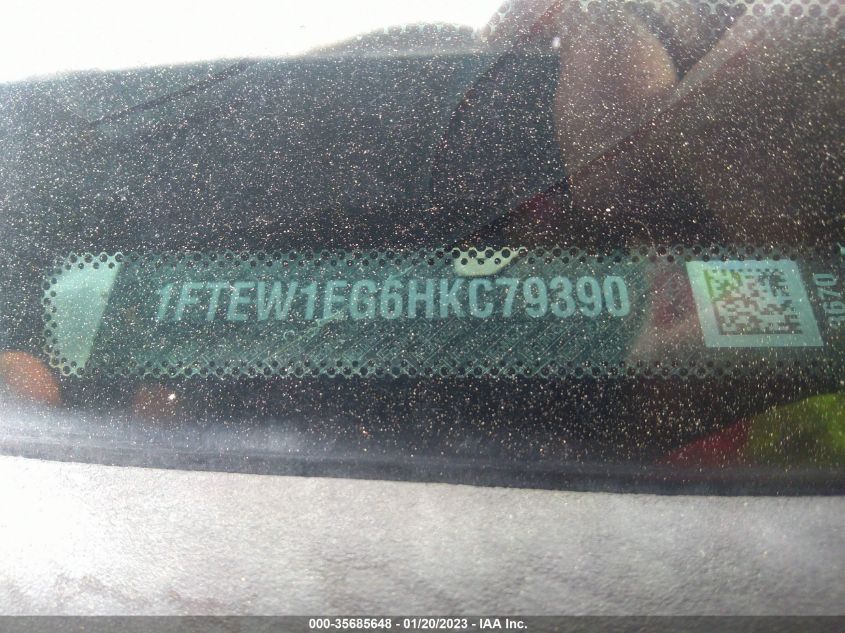 1FTEW1EG6HKC79390
000-35685648 - 01/20/2023 - IAA Inc.